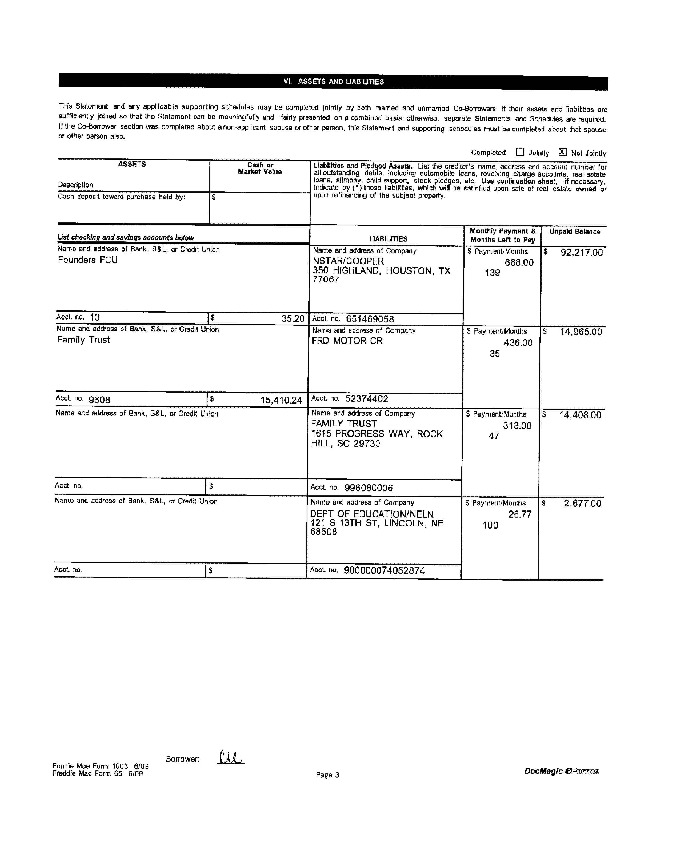 VI. ASSETS AND LIABILITIES
This Statement and any applicable supporting schedules may be completed jointly by both married and unmarried Co-Borrowers if their assets and liabilities are
sufficiently joined so that the Statement can be meaningfully and fairly presented on a combined basis; otherwise, separate Statements and Schedules are required.
If the Co-Borrower section was completed about a non-applicant spouse or other person, this Statement and supporting schedules must be completed about that spouse
or other person also.
Completed Jointly X Not Jointly
ASSETS
Cash or
Market Value
Description
Cash deposit toward purchase held by: $
Liabilities and Pledged Assets. List the creditor's name, address and account number for
all outstanding debts, including automobile loans, revolving charge accounts, real estate
loans, alimony, child support, stock pledges, etc. Use continuation sheet, if necessary.
Indicate by (*) those liabilities, which will be satisfied upon sale of real estate owned or
upon refinancing of the subject property.
List checking and savings accounts below
LIABILITIES
Monthly Payment &
Months Left to Pay
Unpaid Balance
Name and address of Bank, S&L, or Credit Union
Founders FCU
Name and address of Company
NSTAR/COOPER
350 HIGHLAND, HOUSTON, TX
77067
$ Payment/Months
139
$ 92,217.00
Acct. no. 13 $ 35.20
Acct. no. 651469058
Name and address of Bank, S&L, or Credit Union
Family Trust
Name and address of Company
FRD MOTOR CR
$ Payment/Months
436.00
35
$ 14,965.00
Acct. no. 9808 $ 15,410.24
Acct. no. 52374402
Name and address of Bank, S&L, or Credit Union
Name and address of Company
FAMILY TRUST
1615 PROGRESS WAY, ROCK
HILL, SC 29730
$ Payment/Months
313.00
47
$ 14,408.00
Acct. no. $
Acct. no. 996080006
Name and address of Bank, S&L, or Credit Union
Name and address of Company
DEPT OF EDUCATION/NELN
121 S 13TH ST, LINCOLN, NE
68508
$ Payment/Months
26.77
100
$ 2,677.00
Acct. no. $
Acct. no. 900000074052874
Borrower:
Fannie Mae Form 1003
Freddie Mac Form 65
Page 3
DocMagic